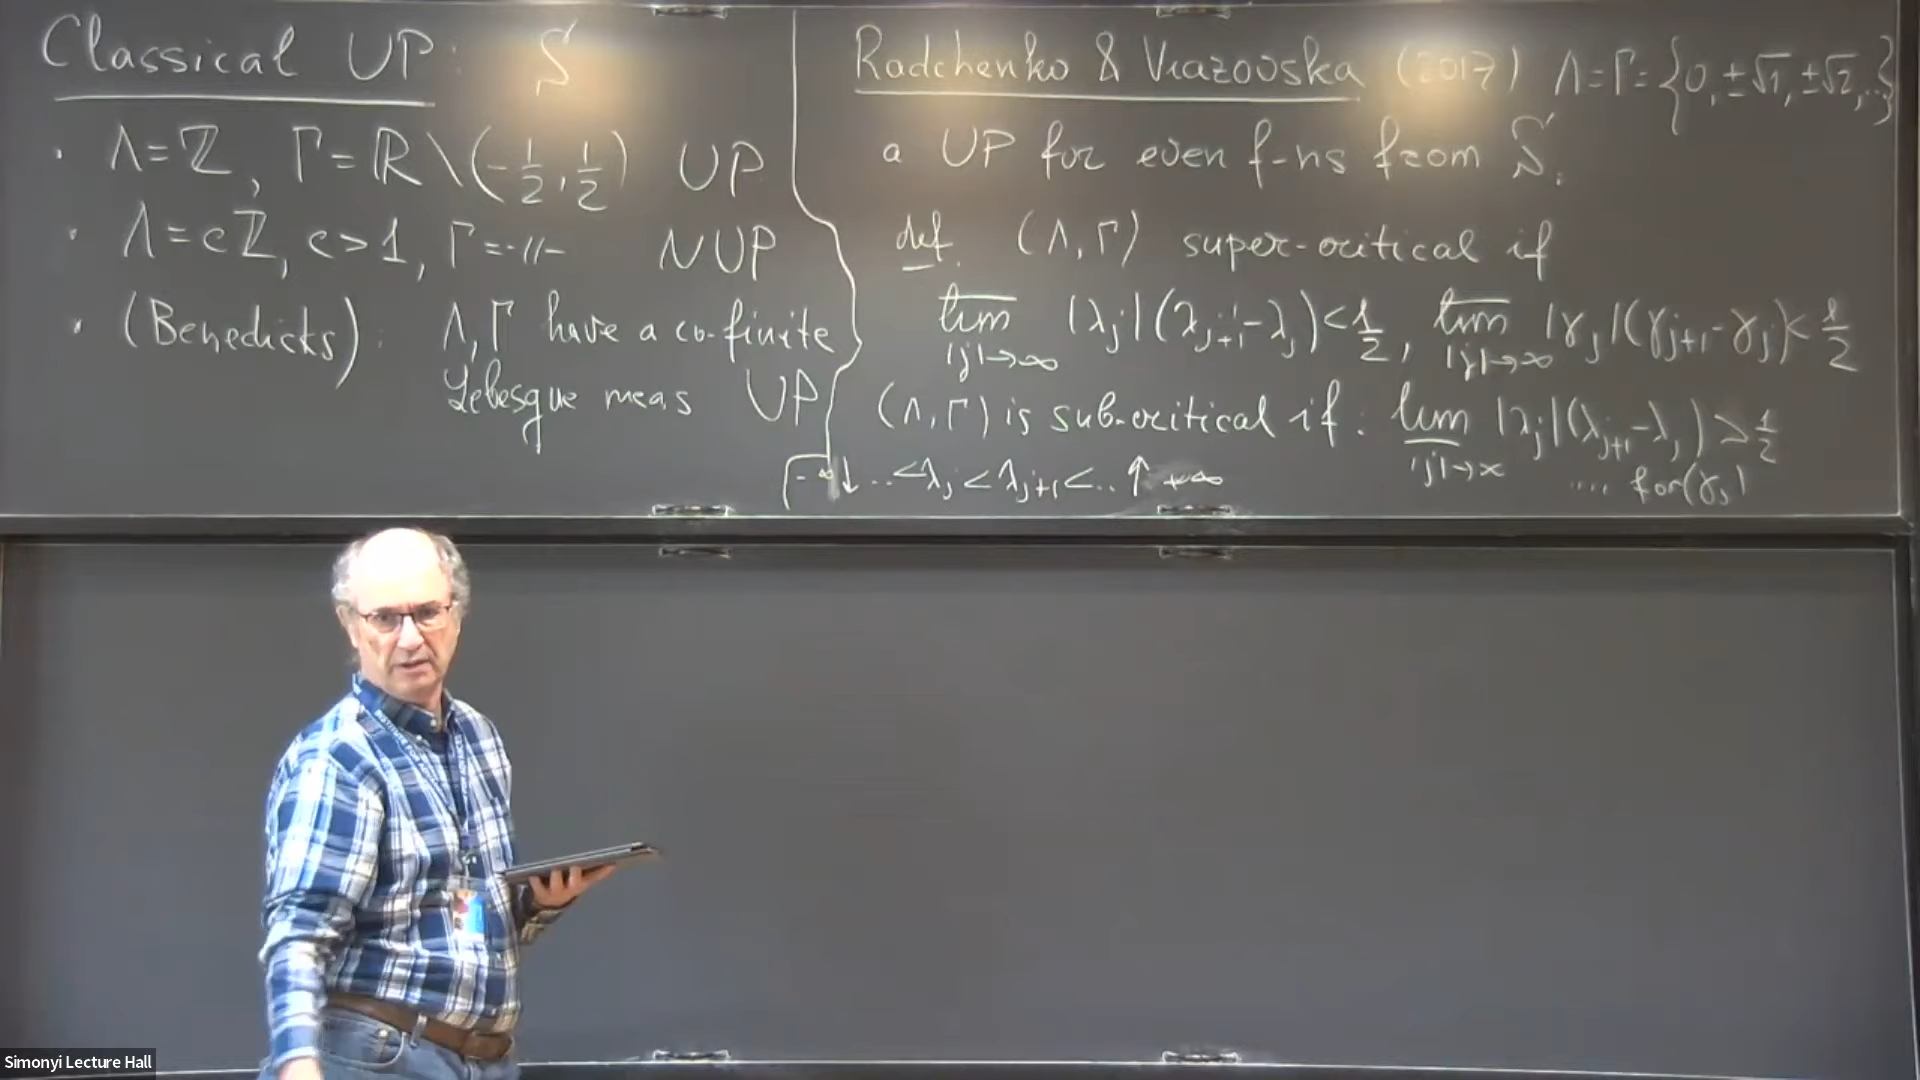 Classical UP: S
· Λ=ℤ, Γ=ℝ\(-1/2, 1/2) UP
· Λ=cℤ, c>1, Γ=-//- NUP
· (Benedicks): Λ,Γ have a co-finite
Lebesgue meas UP
Radchenko & Viazovska (2017) Λ=Γ={0, ±√1, ±√2,..}
a UP for even f-ns from S.
def. (Λ,Γ) super-critical if
lim̅ |j|→∞ |λj|(λj+1-λj)<1/2, lim̅ |j|→∞ |γj|(γj+1-γj)<1/2
(Λ,Γ) is sub-critical if: lim̲ |j|→∞ |λj|(λj+1-λj)>1/2
-∞↓..<λj<λj+1<..↑+∞ .... for(γj)
Simonyi Lecture Hall